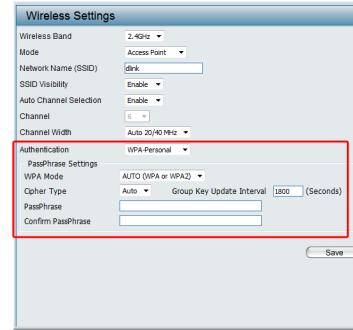 Wireless Settings
Wireless Band 2.4GHz
Mode Access Point
Network Name (SSID) dlink
SSID Visibility Enable
Auto Channel Selection Enable
Channel 6
Channel Width Auto 20/40 MHz
Authentication WPA-Personal
PassPhrase Settings
WPA Mode AUTO (WPA or WPA2)
Cipher Type Auto Group Key Update Interval 1800 (Seconds)
PassPhrase
Confirm PassPhrase
Save